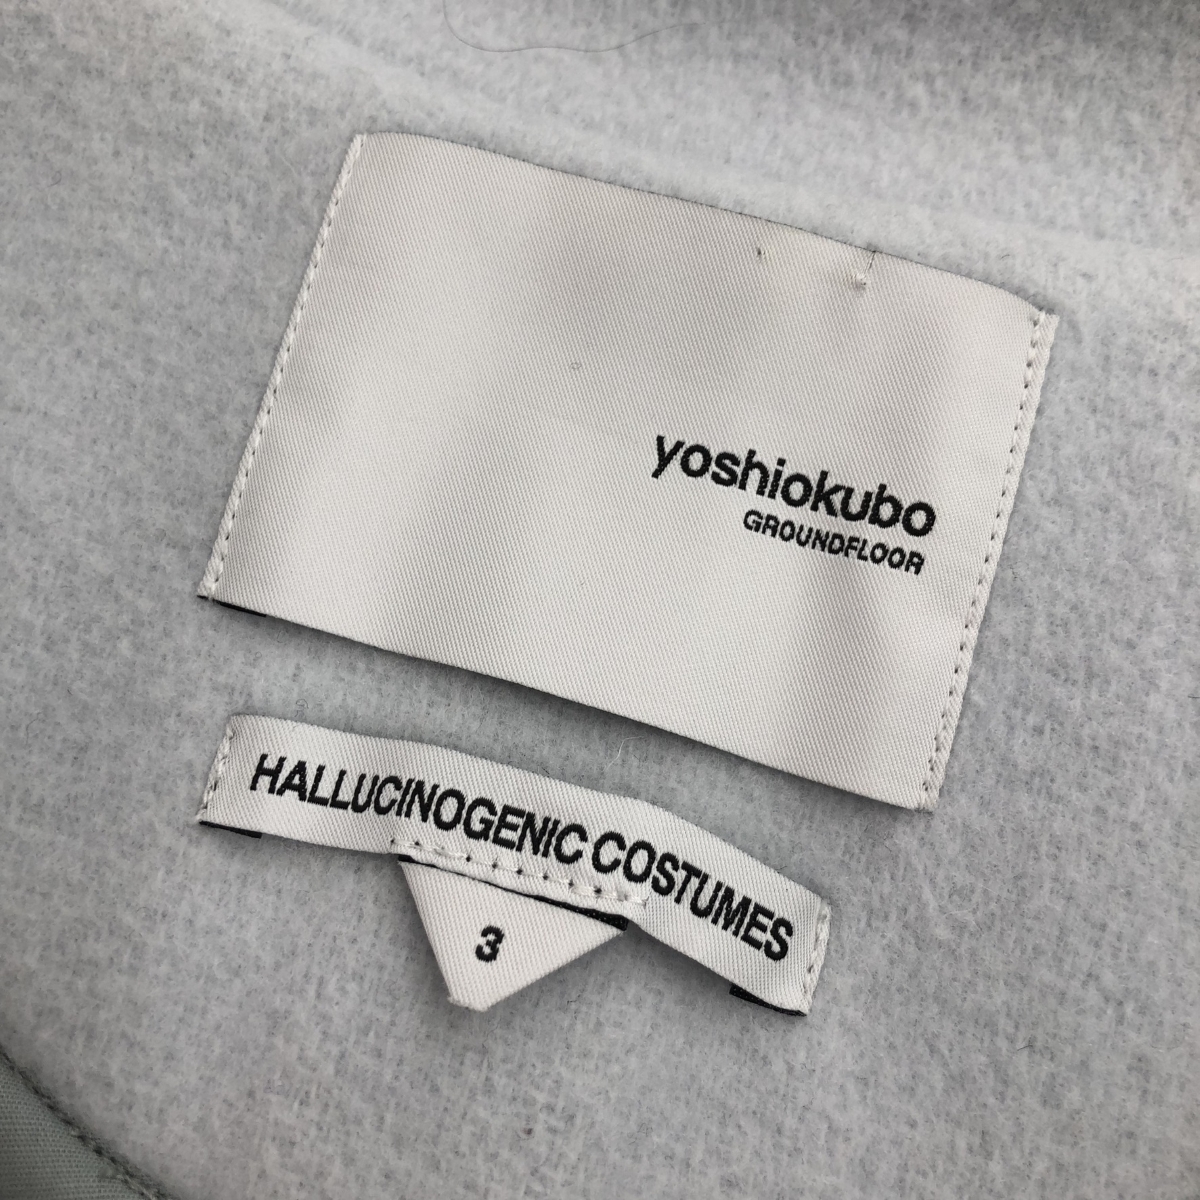 yoshiokubo
GROUNDFLOOR
HALLUCINOGENIC COSTUMES
3